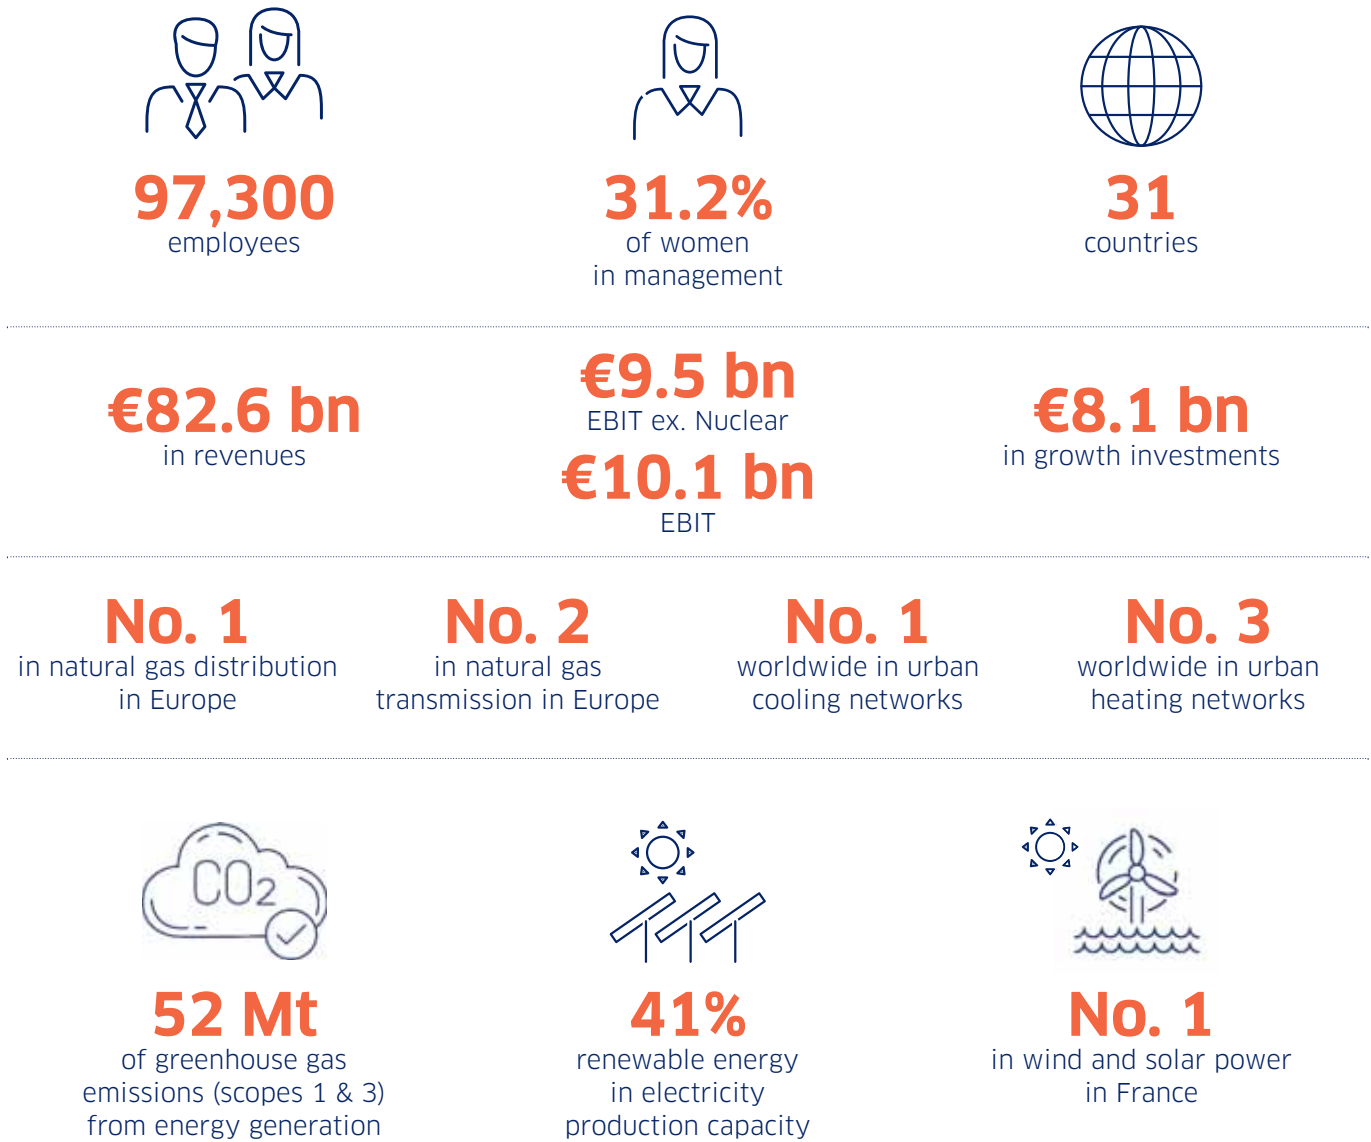 97,300
employees
31.2%
of women
in management
31
countries
€82.6 bn
in revenues
€9.5 bn
EBIT ex. Nuclear
€10.1 bn
EBIT
€8.1 bn
in growth investments
No. 1
in natural gas distribution
in Europe
No. 2
in natural gas
transmission in Europe
No. 1
worldwide in urban
cooling networks
No. 3
worldwide in urban
heating networks
CO2
52 Mt
of greenhouse gas
emissions (scopes 1 & 3)
from energy generation
41%
renewable energy
in electricity
production capacity
No. 1
in wind and solar power
in France